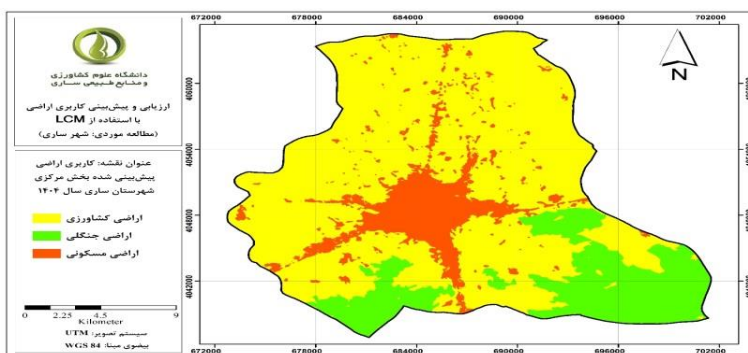 دانشگاه علوم کشاورزی
و منابع طبیعی ساری
ارزیابی و پیش‌بینی کاربری اراضی
با استفاده از LCM
(مطالعه موردی: شهر ساری)
عنوان نقشه: کاربری اراضی
پیش‌بینی شده بخش مرکزی
شهرستان ساری سال ۱۴۰۴
اراضی کشاورزی
اراضی جنگلی
اراضی مسکونی
0 2.25 4.5 9
Kilometer
سیستم تصویر: UTM
بیضوی مبنا: WGS 84
672000 678000 684000 690000 696000 702000
N
4060000
4054000
4048000
4042000
672000 678000 684000 690000 696000 702000